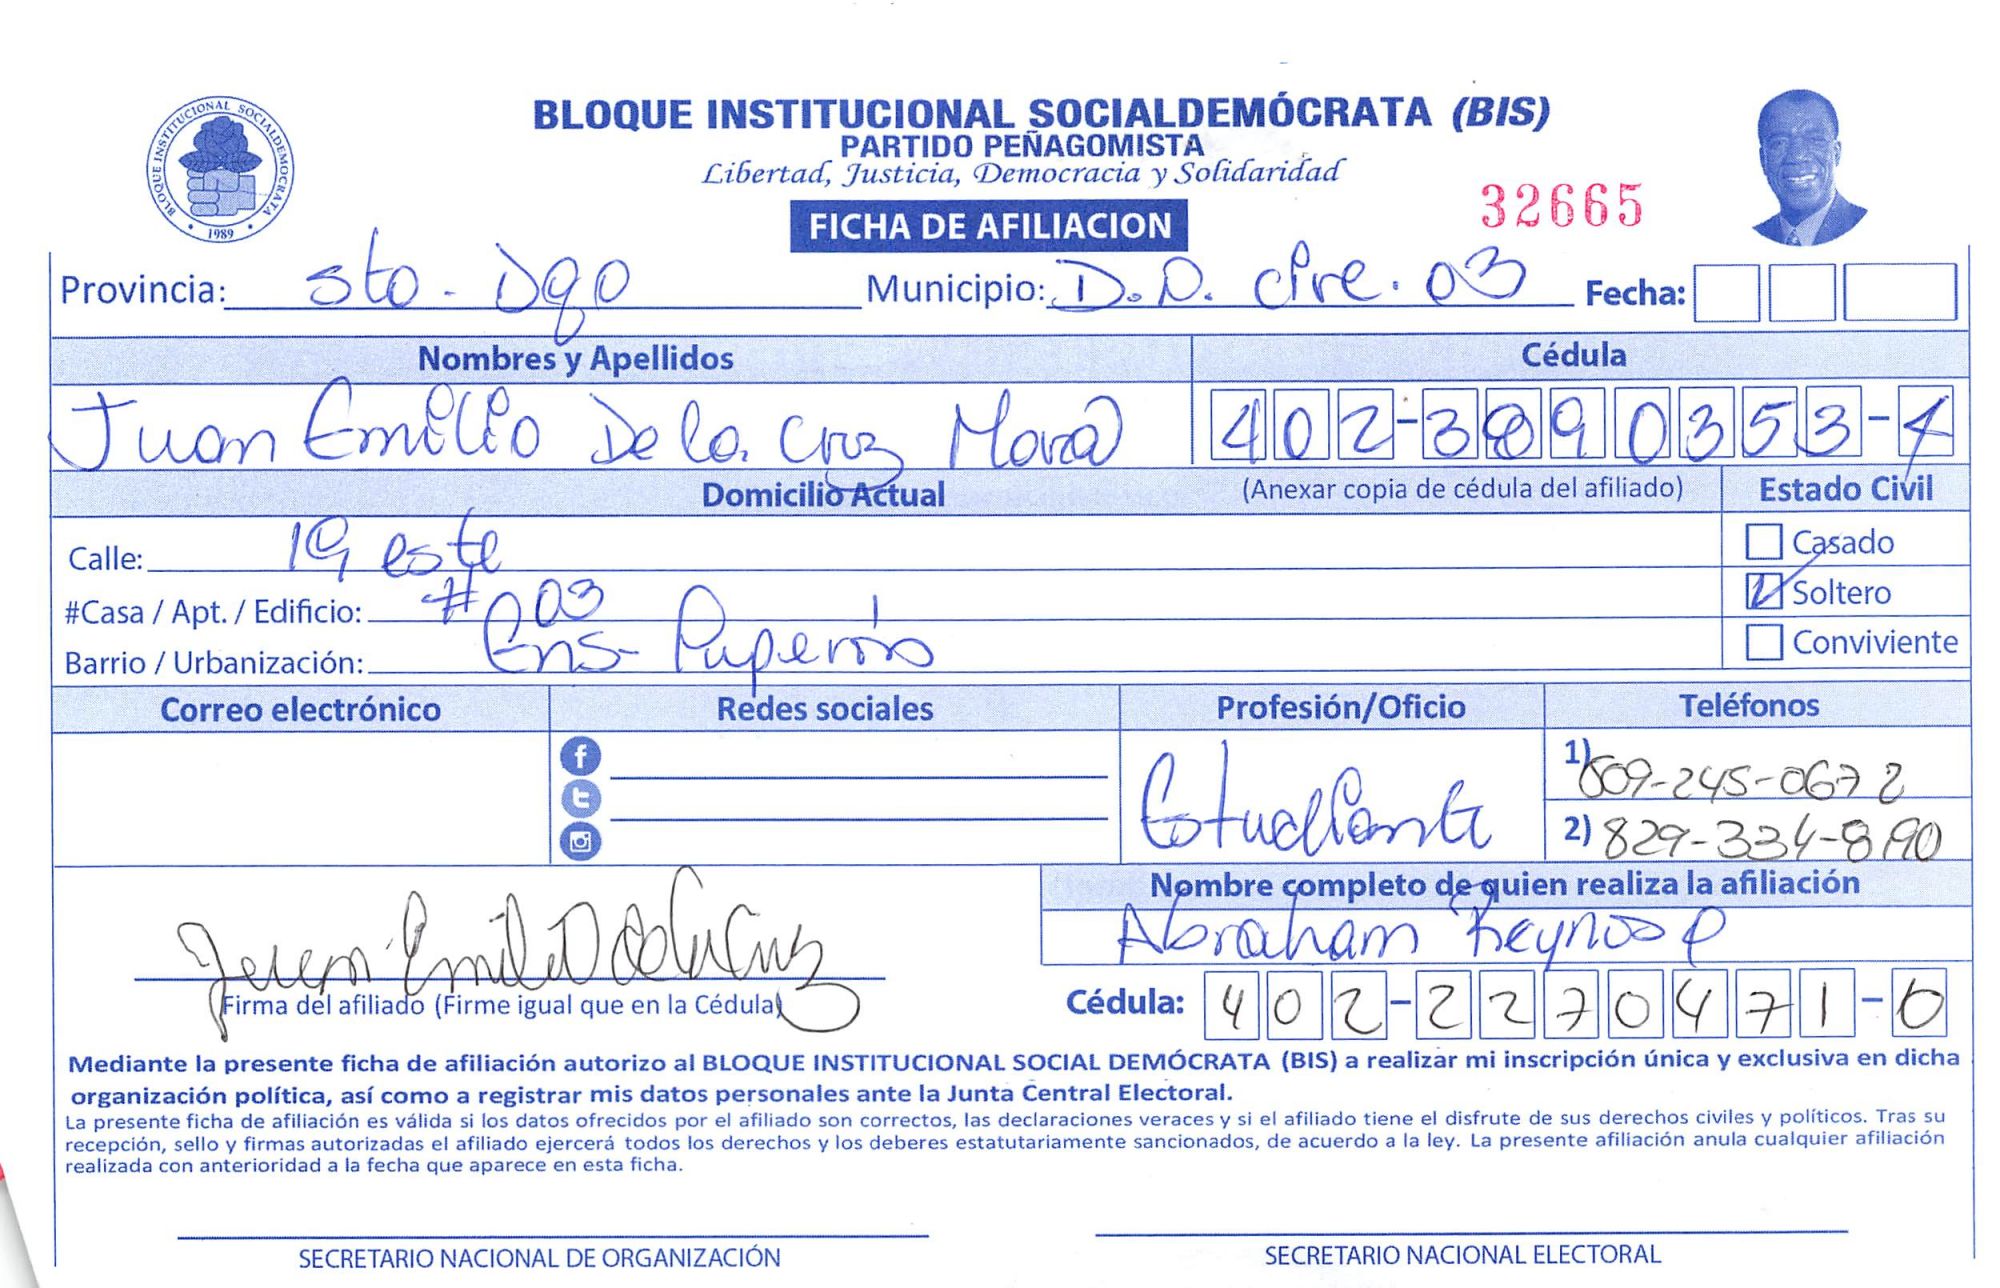 BLOQUE INSTITUCIONAL SOCIALDEMOCRATA
1989
BLOQUE INSTITUCIONAL SOCIALDEMÓCRATA (BIS)
PARTIDO PEÑAGOMISTA
Libertad, Justicia, Democracia y Solidaridad
32665
FICHA DE AFILIACION
Provincia: Sto. Dgo Municipio: D.D. circ. 03 Fecha:
Nombres y Apellidos Cédula
Juan Emilio De la Cruz Mora 402-3 90353-
Domicilio Actual (Anexar copia de cédula del afiliado) Estado Civil
Calle: 19 este Casado
#Casa / Apt. / Edificio: # 03 Soltero
Barrio / Urbanización: Ens- Conviviente
Correo electrónico Redes sociales Profesión/Oficio Teléfonos
Estudiante
1) 809-245-0672
2) 829-334-8190
Nombre completo de quien realiza la afiliación
Abraham Reynoso P
Firma del afiliado (Firme igual que en la Cédula)
Cédula: 402-2270471-0
Mediante la presente ficha de afiliación autorizo al BLOQUE INSTITUCIONAL SOCIAL DEMÓCRATA (BIS) a realizar mi inscripción única y exclusiva en dicha
organización política, así como a registrar mis datos personales ante la Junta Central Electoral.
La presente ficha de afiliación es válida si los datos ofrecidos por el afiliado son correctos, las declaraciones veraces y si el afiliado tiene el disfrute de sus derechos civiles y políticos. Tras su
recepción, sello y firmas autorizadas el afiliado ejercerá todos los derechos y los deberes estatutariamente sancionados, de acuerdo a la ley. La presente afiliación anula cualquier afiliación
realizada con anterioridad a la fecha que aparece en esta ficha.
SECRETARIO NACIONAL DE ORGANIZACIÓN SECRETARIO NACIONAL ELECTORAL